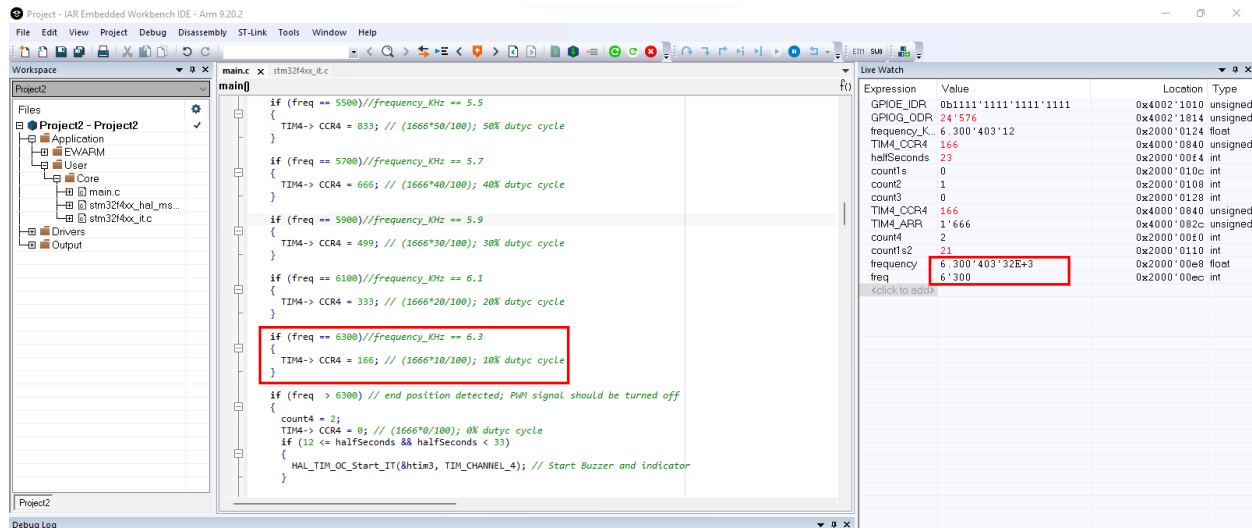 Project - IAR Embedded Workbench IDE - Arm 9.20.2
File Edit View Project Debug Disassembly ST-Link Tools Window Help
ETM SWO
Workspace
Project2
Files
Project2 - Project2
Application
EWARM
User
Core
main.c
stm32f4xx_hal_ms...
stm32f4xx_it.c
Drivers
Output
Project2
main.c x stm32f4xx_it.c
main() f()
if (freq == 5500)//frequency_KHz == 5.5
{
TIM4-> CCR4 = 833; // (1666*50/100); 50% dutyc cycle
}
if (freq == 5700)//frequency_KHz == 5.7
{
TIM4-> CCR4 = 666; // (1666*40/100); 40% dutyc cycle
}
if (freq == 5900)//frequency_KHz == 5.9
{
TIM4-> CCR4 = 499; // (1666*30/100); 30% dutyc cycle
}
if (freq == 6100)//frequency_KHz == 6.1
{
TIM4-> CCR4 = 333; // (1666*20/100); 20% dutyc cycle
}
if (freq == 6300)//frequency_KHz == 6.3
{
TIM4-> CCR4 = 166; // (1666*10/100); 10% dutyc cycle
}
if (freq  > 6300) // end position detected; PWM signal should be turned off
{
count4 = 2;
TIM4-> CCR4 = 0; // (1666*0/100); 0% dutyc cycle
if (12 <= halfSeconds && halfSeconds < 33)
{
HAL_TIM_OC_Start_IT(&htim3, TIM_CHANNEL_4); // Start Buzzer and indicator
}
Live Watch
Expression Value Location Type
GPIOE_IDR 0b1111'1111'1111'1111 0x4002'1010 unsigned
GPIOG_ODR 24'576 0x4002'1814 unsigned
frequency_K... 6.300'403'12 0x2000'0124 float
TIM4_CCR4 166 0x4000'0840 unsigned
halfSeconds 23 0x2000'00f4 int
count1s 0 0x2000'010c int
count2 1 0x2000'0108 int
count3 0 0x2000'0128 int
TIM4_CCR4 166 0x4000'0840 unsigned
TIM4_ARR 1'666 0x4000'082c unsigned
count4 2 0x2000'00f0 int
count1s2 21 0x2000'0110 int
frequency 6.300'403'32E+3 0x2000'00e8 float
freq 6'300 0x2000'00ec int
<click to add>
Debug Log